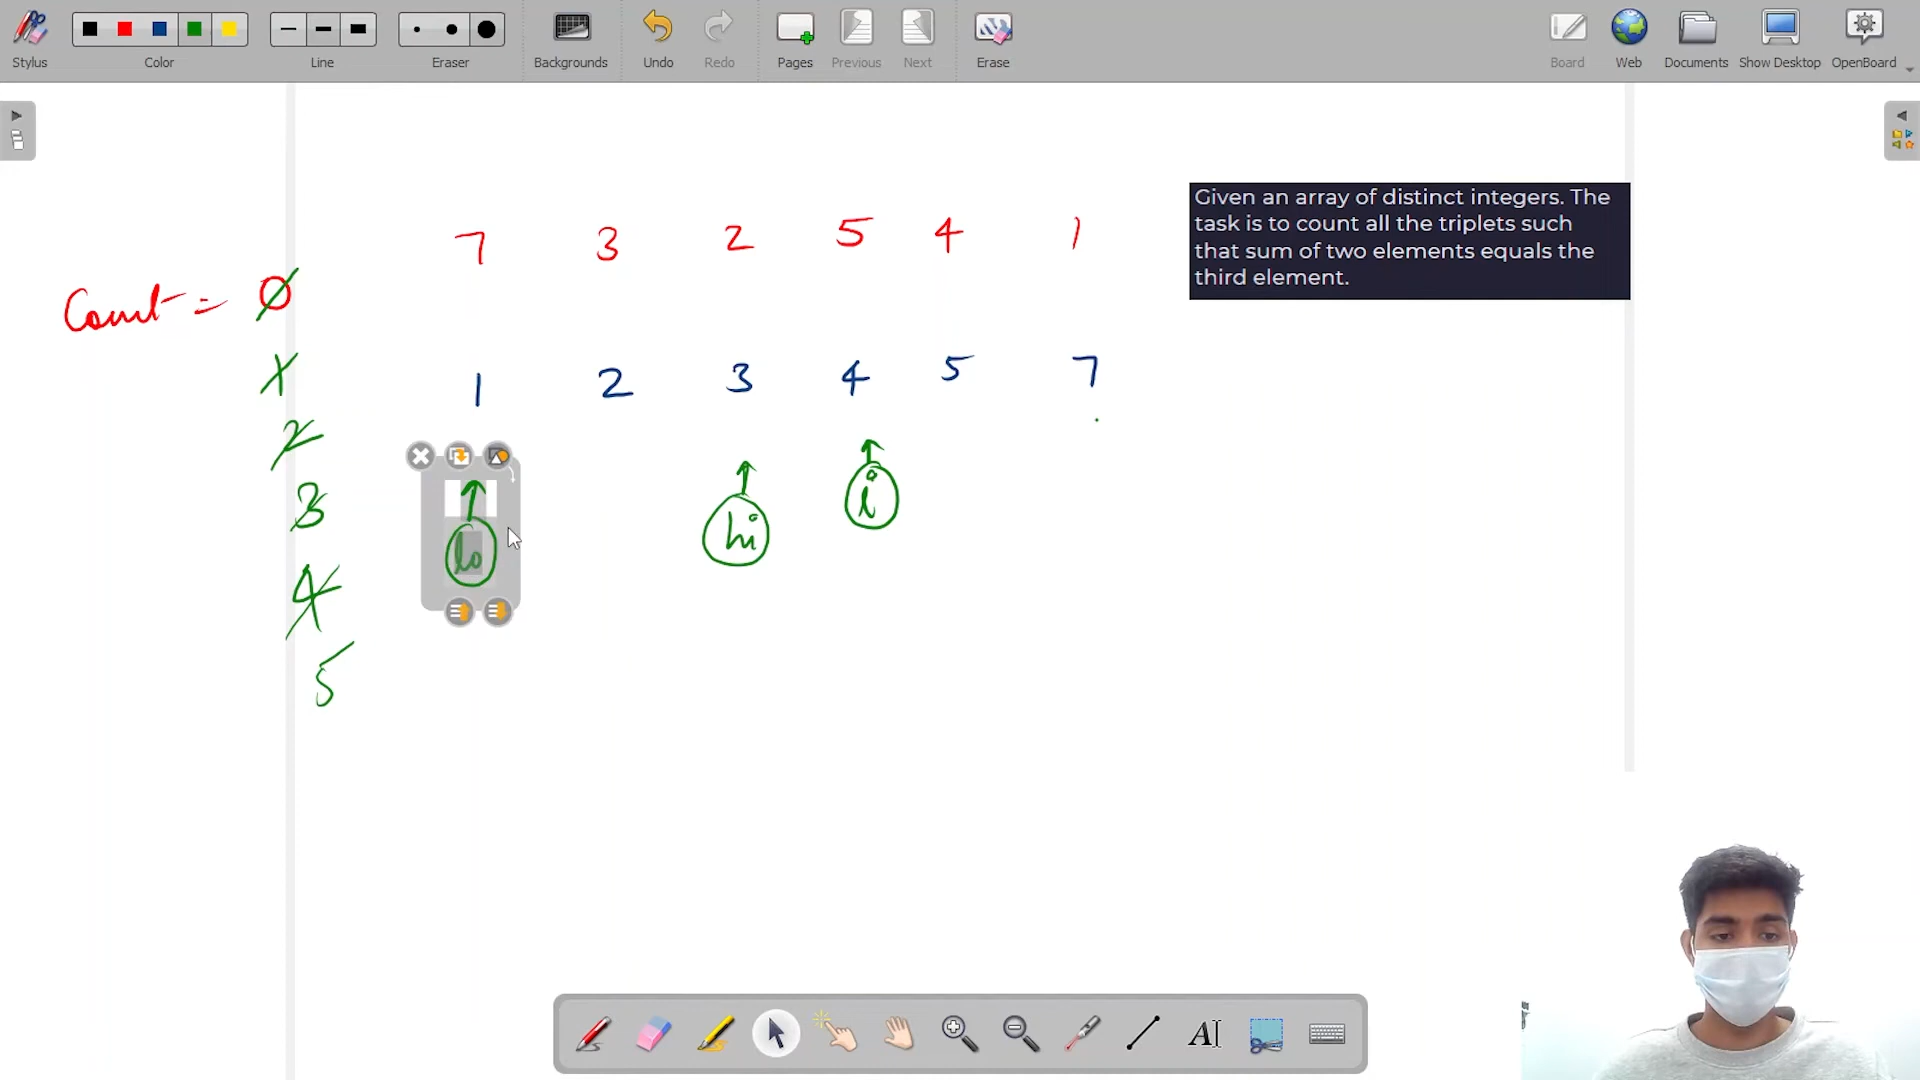 Stylus Color Line Eraser Backgrounds Undo Redo Pages Previous Next Erase Board Web Documents Show Desktop OpenBoard
7 3 2 5 4 1
Given an array of distinct integers. The
task is to count all the triplets such
that sum of two elements equals the
third element.
Count = 0
1
2
3
4
5
1 2 3 4 5 7
lo
hi
i
A